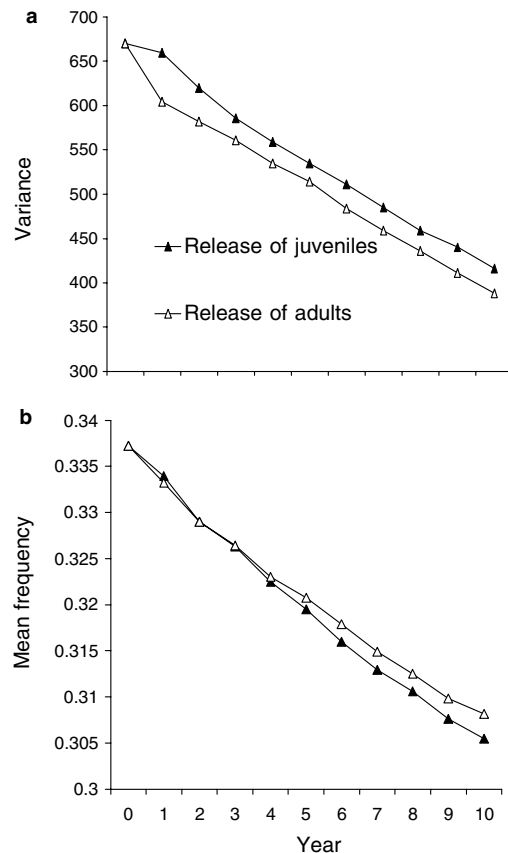 a
700
650
600
550
500
450
400
350
300
Variance
Release of juveniles
Release of adults
b
0.34
0.335
0.33
0.325
0.32
0.315
0.31
0.305
0.3
Mean frequency
0 1 2 3 4 5 6 7 8 9 10
Year